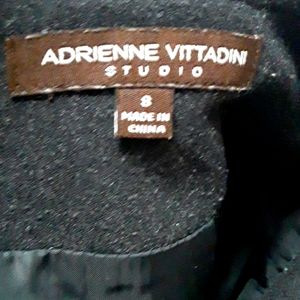 ADRIENNE VITTADINI
STUDIO
8
MADE IN
CHINA